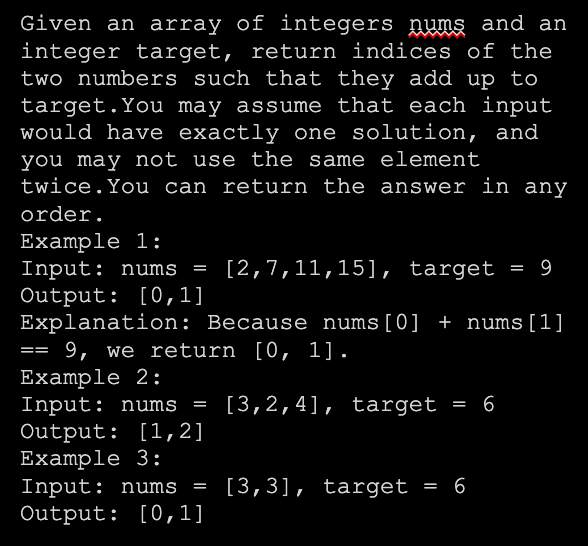 Given an array of integers nums and an
integer target, return indices of the
two numbers such that they add up to
target.You may assume that each input
would have exactly one solution, and
you may not use the same element
twice.You can return the answer in any
order.
Example 1:
Input: nums = [2,7,11,15], target = 9
Output: [0,1]
Explanation: Because nums[0] + nums[1]
== 9, we return [0, 1].
Example 2:
Input: nums = [3,2,4], target = 6
Output: [1,2]
Example 3:
Input: nums = [3,3], target = 6
Output: [0,1]